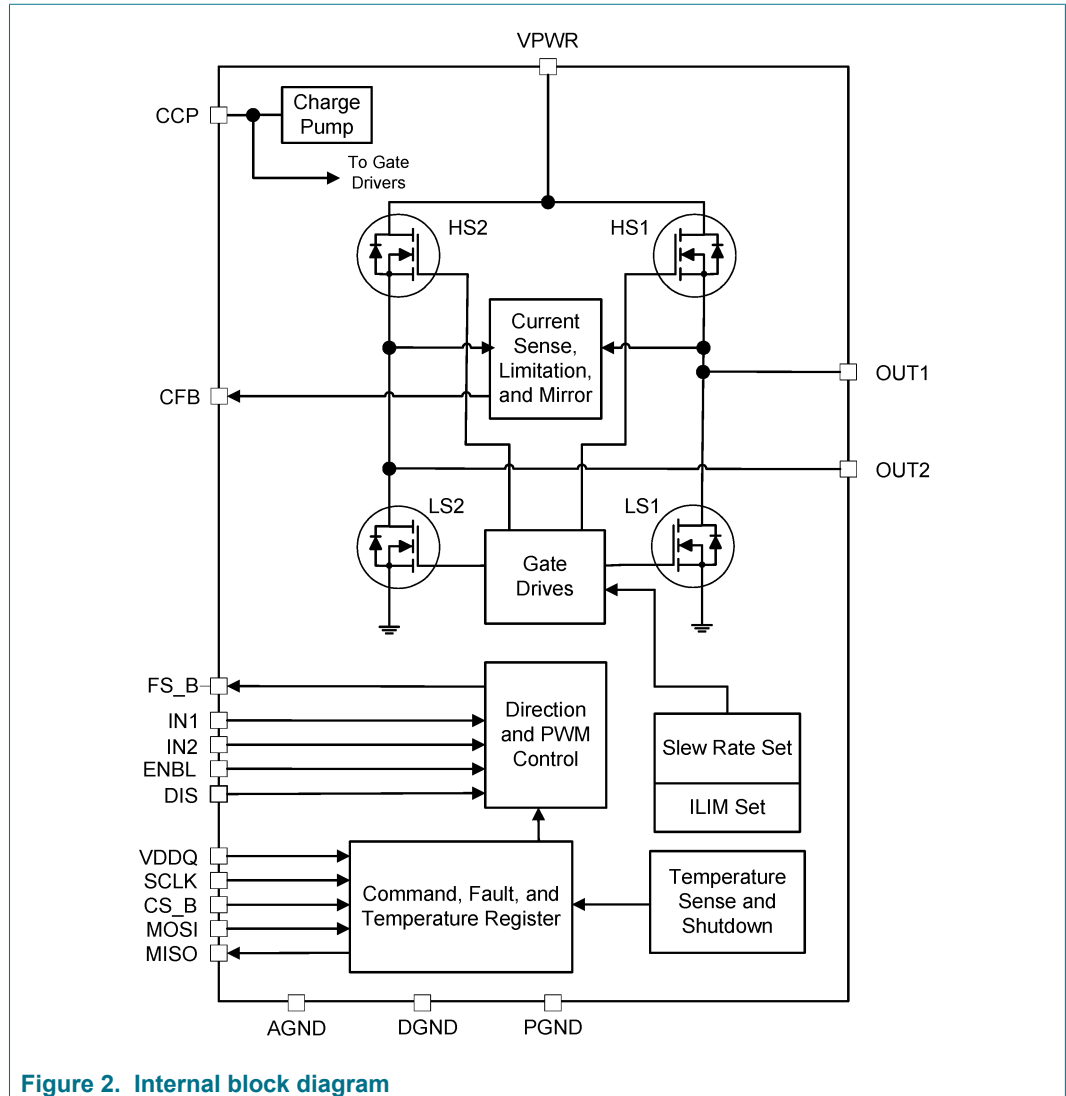 VPWR
CCP
Charge
Pump
To Gate
Drivers
HS2
HS1
Current
Sense,
Limitation,
and Mirror
OUT1
CFB
OUT2
LS2
LS1
Gate
Drives
FS_B
IN1
IN2
ENBL
DIS
Direction
and PWM
Control
Slew Rate Set
ILIM Set
VDDQ
SCLK
CS_B
MOSI
MISO
Command, Fault, and
Temperature Register
Temperature
Sense and
Shutdown
AGND
DGND
PGND
Figure 2. Internal block diagram